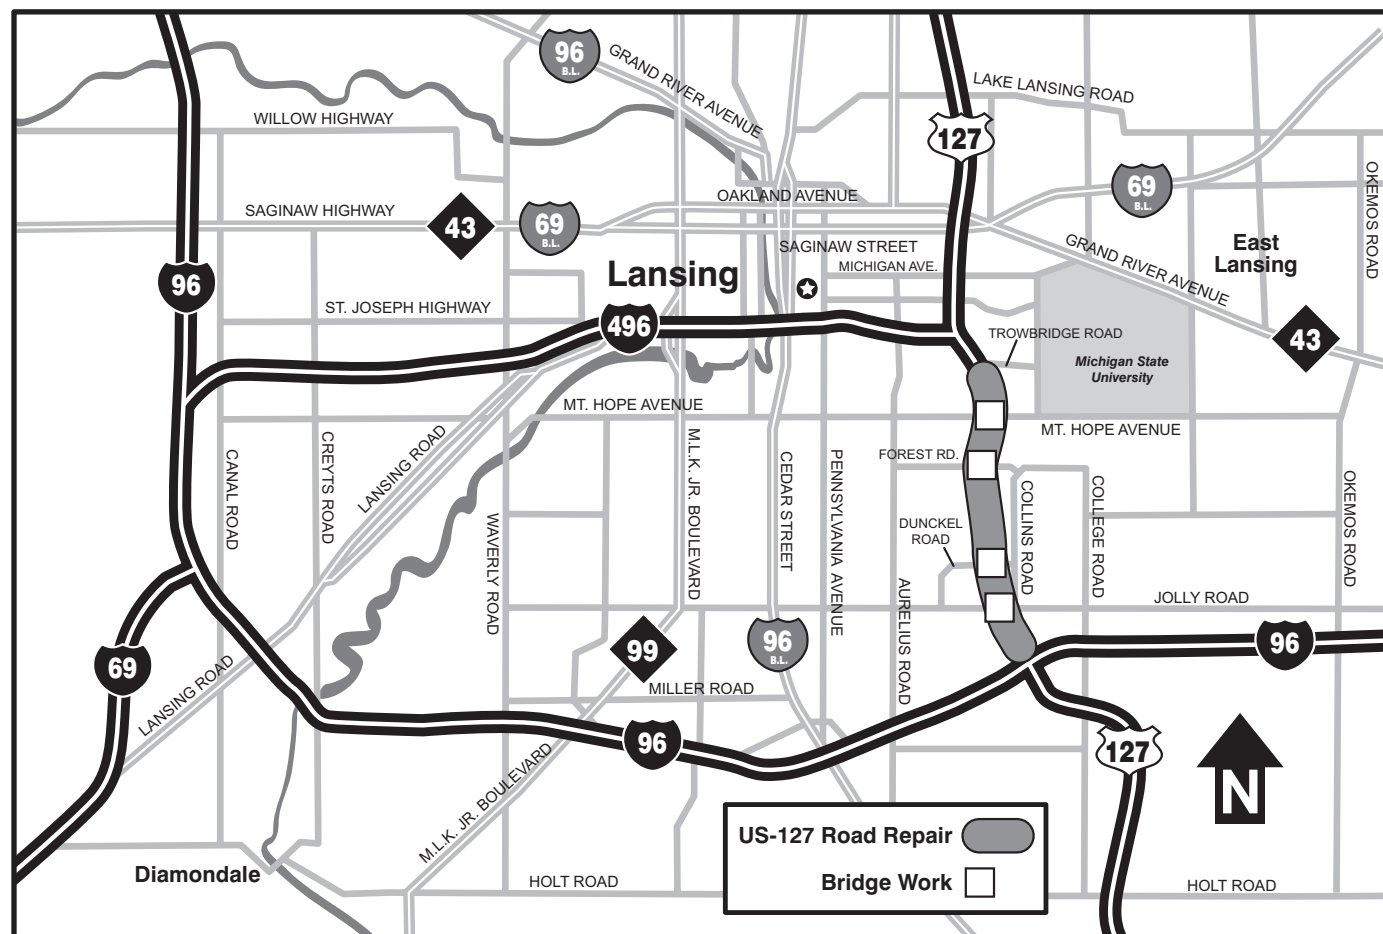 96
B.L.
GRAND RIVER AVENUE
LAKE LANSING ROAD
WILLOW HIGHWAY
127
69
B.L.
OKEMOS ROAD
OAKLAND AVENUE
SAGINAW HIGHWAY
43
69
B.L.
SAGINAW STREET
GRAND RIVER AVENUE
East
Lansing
MICHIGAN AVE.
Lansing
96
ST. JOSEPH HIGHWAY
496
TROWBRIDGE ROAD
43
Michigan State
University
MT. HOPE AVENUE
MT. HOPE AVENUE
CANAL ROAD
CREYTS ROAD
LANSING ROAD
WAVERLY ROAD
M.L.K. JR. BOULEVARD
CEDAR STREET
PENNSYLVANIA AVENUE
FOREST RD.
COLLINS ROAD
COLLEGE ROAD
OKEMOS ROAD
DUNCKEL
ROAD
AURELIUS ROAD
JOLLY ROAD
69
LANSING ROAD
99
96
B.L.
96
MILLER ROAD
96
127
M.L.K. JR. BOULEVARD
N
US-127 Road Repair
Bridge Work
Diamondale
HOLT ROAD
HOLT ROAD